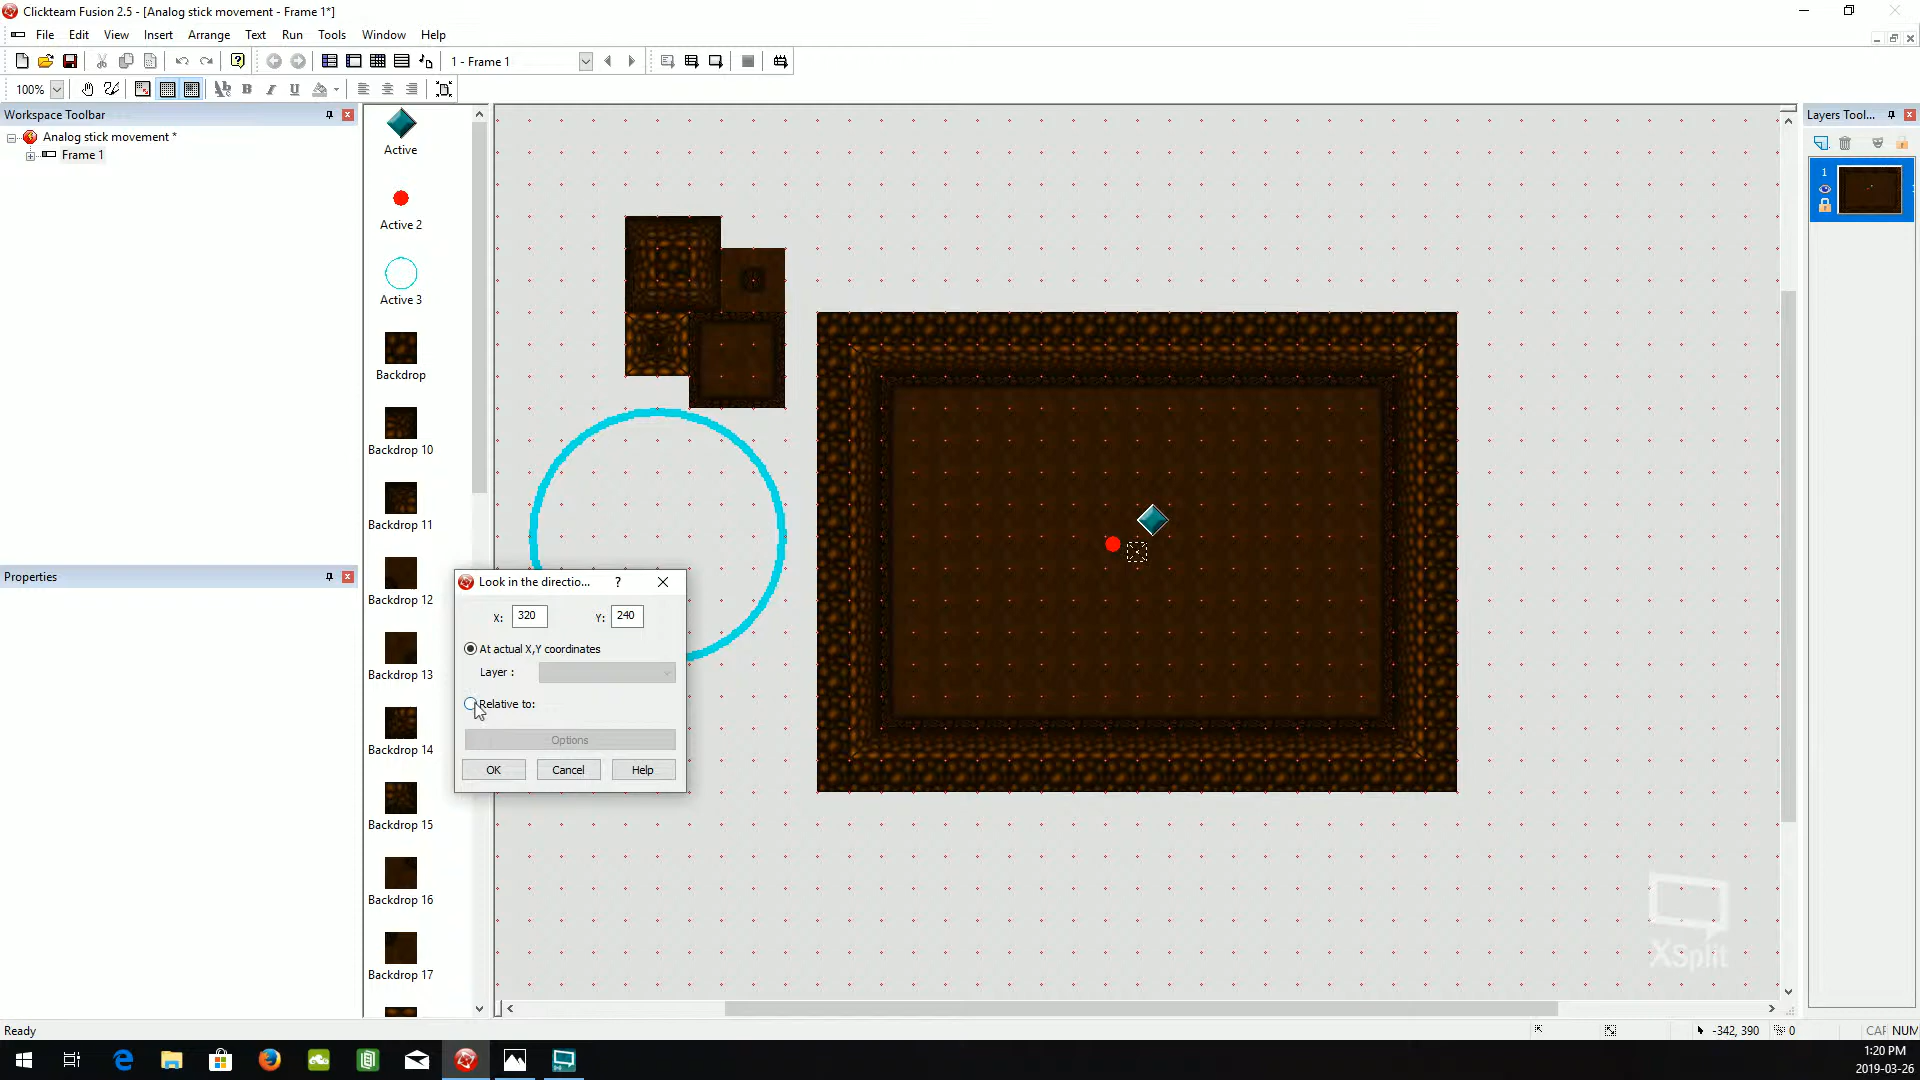 Clickteam Fusion 2.5 - [Analog stick movement - Frame 1*]
File Edit View Insert Arrange Text Run Tools Window Help
1 - Frame 1
100%
B I U
Workspace Toolbar
Analog stick movement *
Frame 1
Properties
Active
Active 2
Active 3
Backdrop
Backdrop 10
Backdrop 11
Backdrop 12
Backdrop 13
Backdrop 14
Backdrop 15
Backdrop 16
Backdrop 17
Look in the directio... ?
X: 320 Y: 240
At actual X,Y coordinates
Layer :
Relative to:
Options
OK Cancel Help
Layers Tool...
1
XSplit
Ready
-342, 390
0
CAP NUM
1:20 PM
2019-03-26